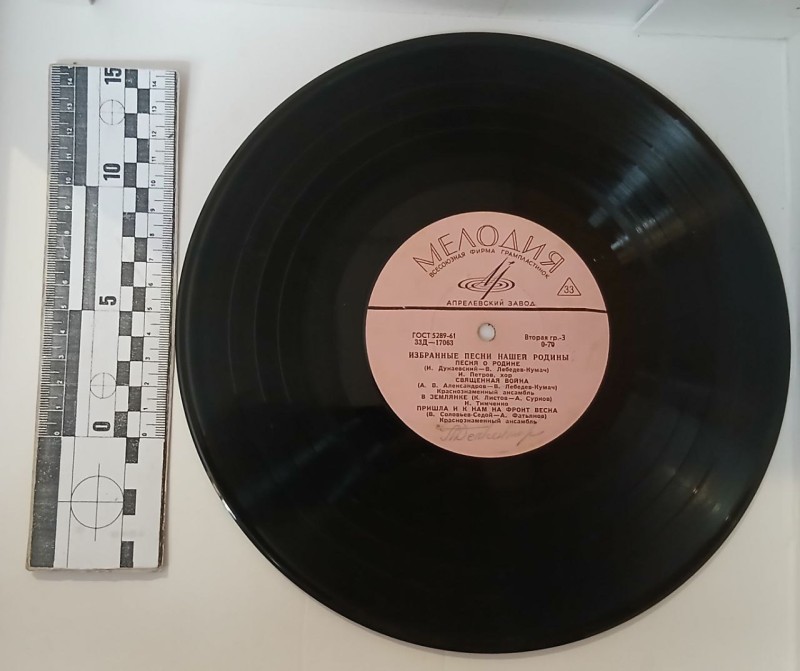 15
10
5
0
МЕЛОДИЯ
ВСЕСОЮЗНАЯ ФИРМА ГРАМПЛАСТИНОК
33
АПРЕЛЕВСКИЙ ЗАВОД
ГОСТ 5289-61 Вторая гр.-3
33Д—17083 0-79
ИЗБРАННЫЕ ПЕСНИ НАШЕЙ РОДИНЫ
ПЕСНЯ О РОДИНЕ
(И. Дунаевский—В. Лебедев-Кумач)
И. Петров, хор
СВЯЩЕННАЯ ВОЙНА
(А. В. Александров—В. Лебедев-Кумач)
Краснознаменный ансамбль
В ЗЕМЛЯНКЕ (К. Листов—А. Сурков)
И. Тимченко
ПРИШЛА И К НАМ НА ФРОНТ ВЕСНА
(В. Соловьев-Седой—А. Фатьянов)
Краснознаменный ансамбль